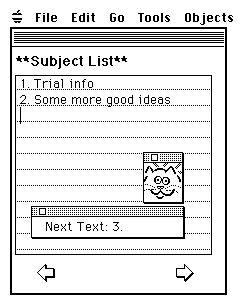 File Edit Go Tools Objects
**Subject List**
1. Trial info
2. Some more good ideas
Next Text: 3.